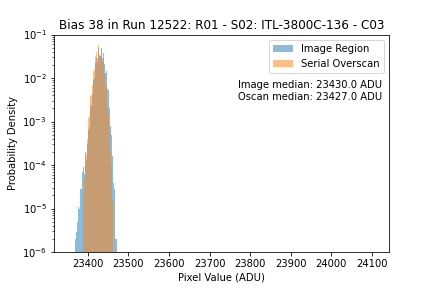 Bias 38 in Run 12522: R01 - S02: ITL-3800C-136 - C03
Image Region
Serial Overscan
Image median: 23430.0 ADU
Oscan median: 23427.0 ADU
Probability Density
10⁻¹
10⁻²
10⁻³
10⁻⁴
10⁻⁵
10⁻⁶
23400 23500 23600 23700 23800 23900 24000 24100
Pixel Value (ADU)